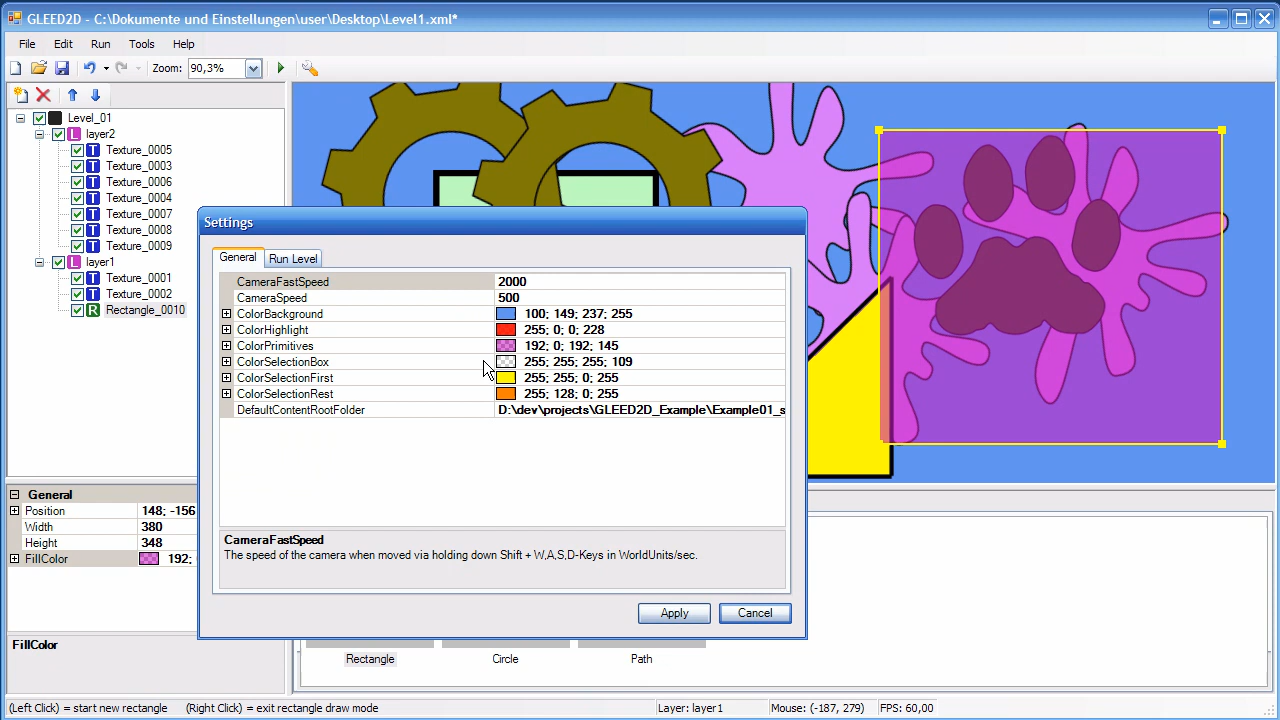 GLEED2D - C:\Dokumente und Einstellungen\user\Desktop\Level1.xml*
File Edit Run Tools Help
Zoom: 90,3%
Level_01
L layer2
T Texture_0005
T Texture_0003
T Texture_0006
T Texture_0004
T Texture_0007
T Texture_0008
T Texture_0009
L layer1
T Texture_0001
T Texture_0002
R Rectangle_0010
General
Position 148; -156
Width 380
Height 348
FillColor 192;
FillColor
Settings
General Run Level
CameraFastSpeed 2000
CameraSpeed 500
ColorBackground 100; 149; 237; 255
ColorHighlight 255; 0; 0; 228
ColorPrimitives 192; 0; 192; 145
ColorSelectionBox 255; 255; 255; 109
ColorSelectionFirst 255; 255; 0; 255
ColorSelectionRest 255; 128; 0; 255
DefaultContentRootFolder D:\dev\projects\GLEED2D_Example\Example01_s
CameraFastSpeed
The speed of the camera when moved via holding down Shift + W,A,S,D-Keys in WorldUnits/sec.
Apply Cancel
Rectangle Circle Path
(Left Click) = start new rectangle (Right Click) = exit rectangle draw mode Layer: layer1 Mouse: (-187, 279) FPS: 60,00